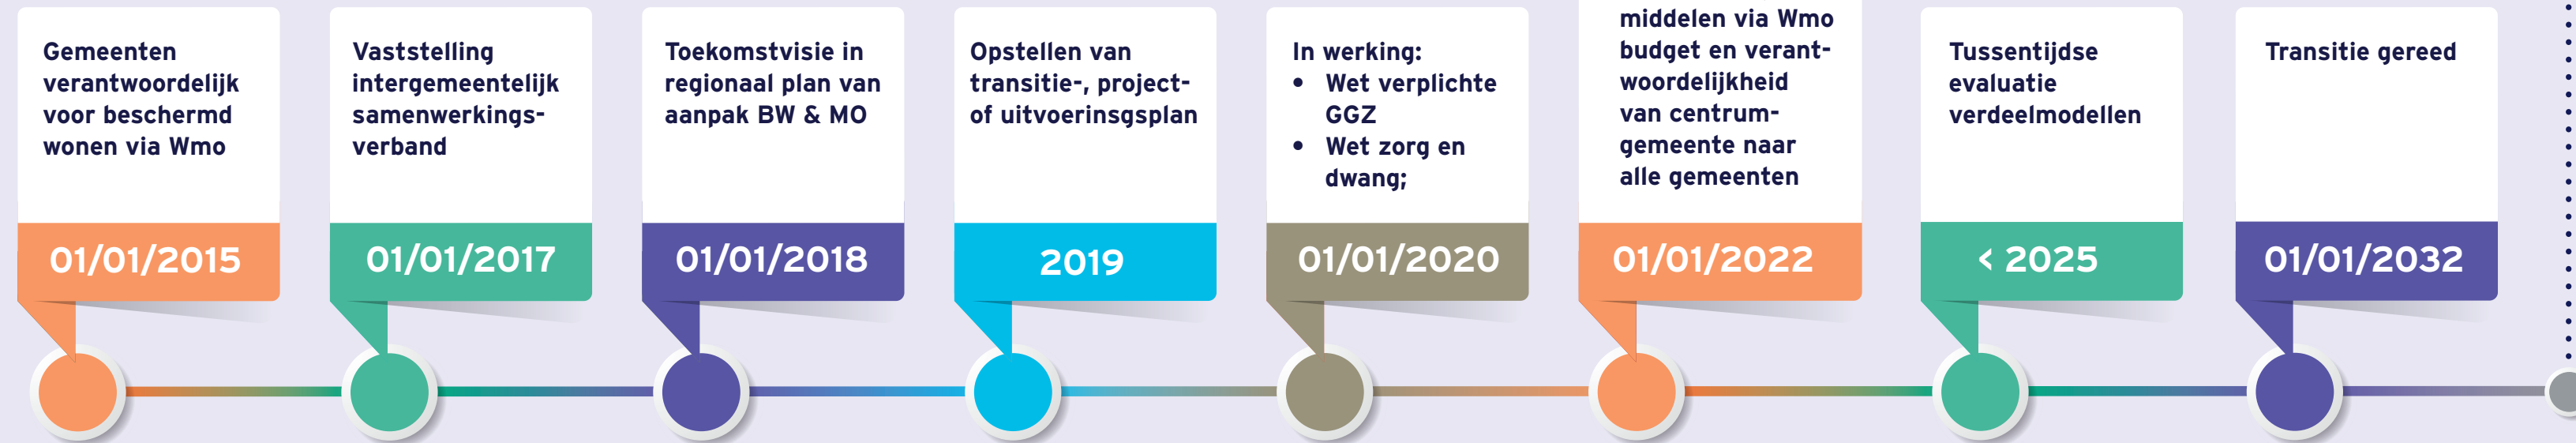 Gemeenten
verantwoordelijk
voor beschermd
wonen via Wmo
01/01/2015
Vaststelling
intergemeentelijk
samenwerkings-
verband
01/01/2017
Toekomstvisie in
regionaal plan van
aanpak BW & MO
01/01/2018
Opstellen van
transitie-, project-
of uitvoerinsgsplan
2019
In werking:
• Wet verplichte
GGZ
• Wet zorg en
dwang;
01/01/2020
middelen via Wmo
budget en verant-
woordelijkheid
van centrum-
gemeente naar
alle gemeenten
01/01/2022
Tussentijdse
evaluatie
verdeelmodellen
< 2025
Transitie gereed
01/01/2032